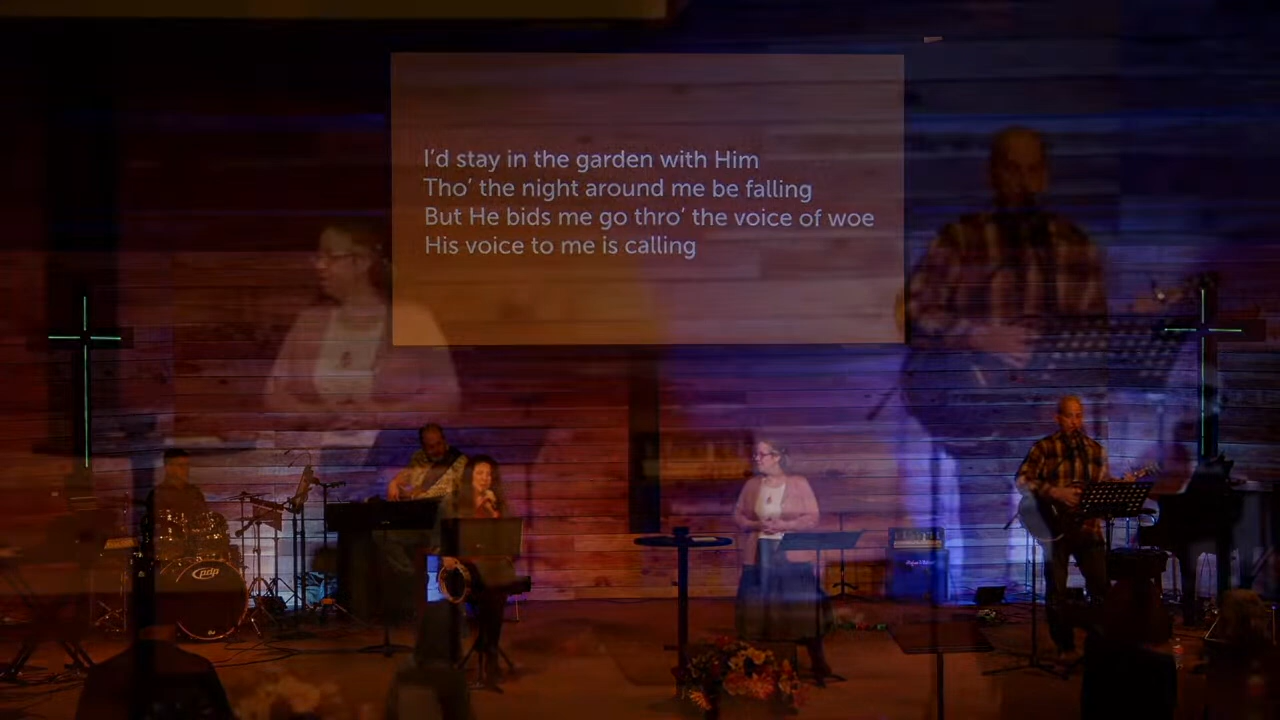 I'd stay in the garden with Him
Tho' the night around me be falling
But He bids me go thro' the voice of woe
His voice to me is calling
pdp